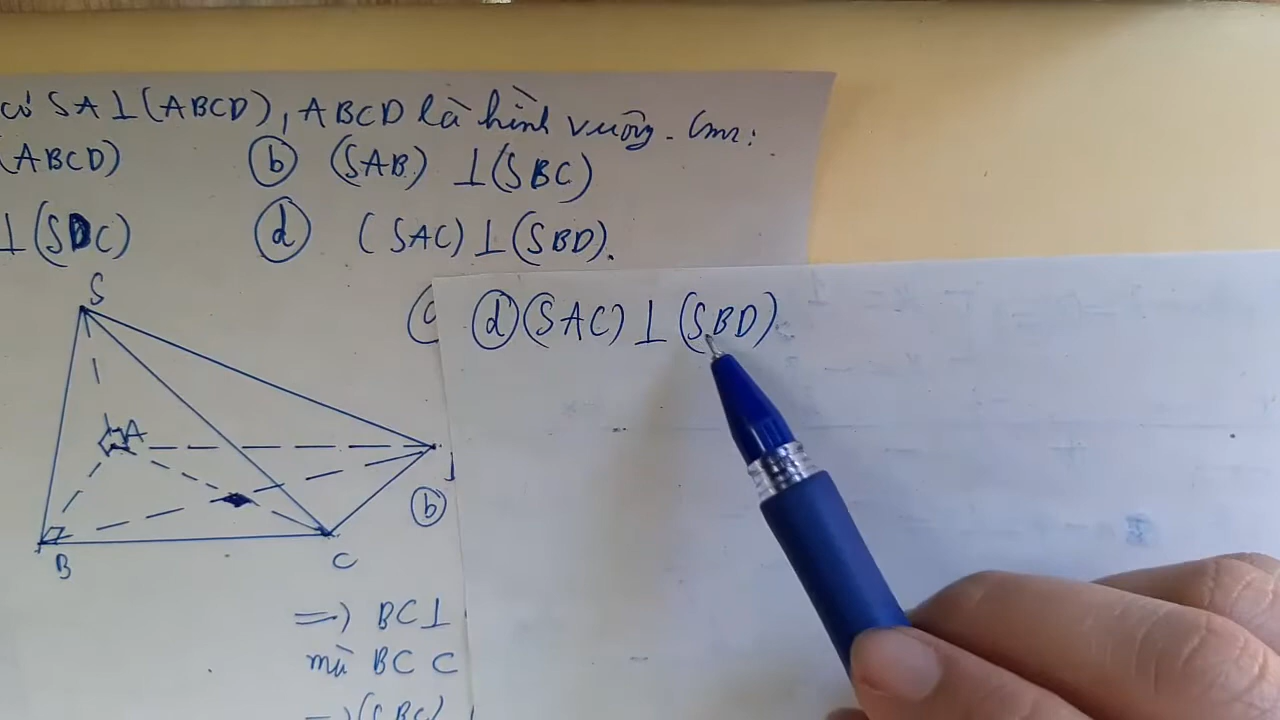 có SA⊥(ABCD), ABCD là hình vuông. Cmr:
(ABCD) ⓑ (SAB) ⊥(SBC)
⊥(SDC) ⓓ (SAC)⊥(SBD).
S
ⓓ(SAC)⊥(SBD)
A
ⓑ
B
C
=) BC⊥
mà BC C
=)(SBC)